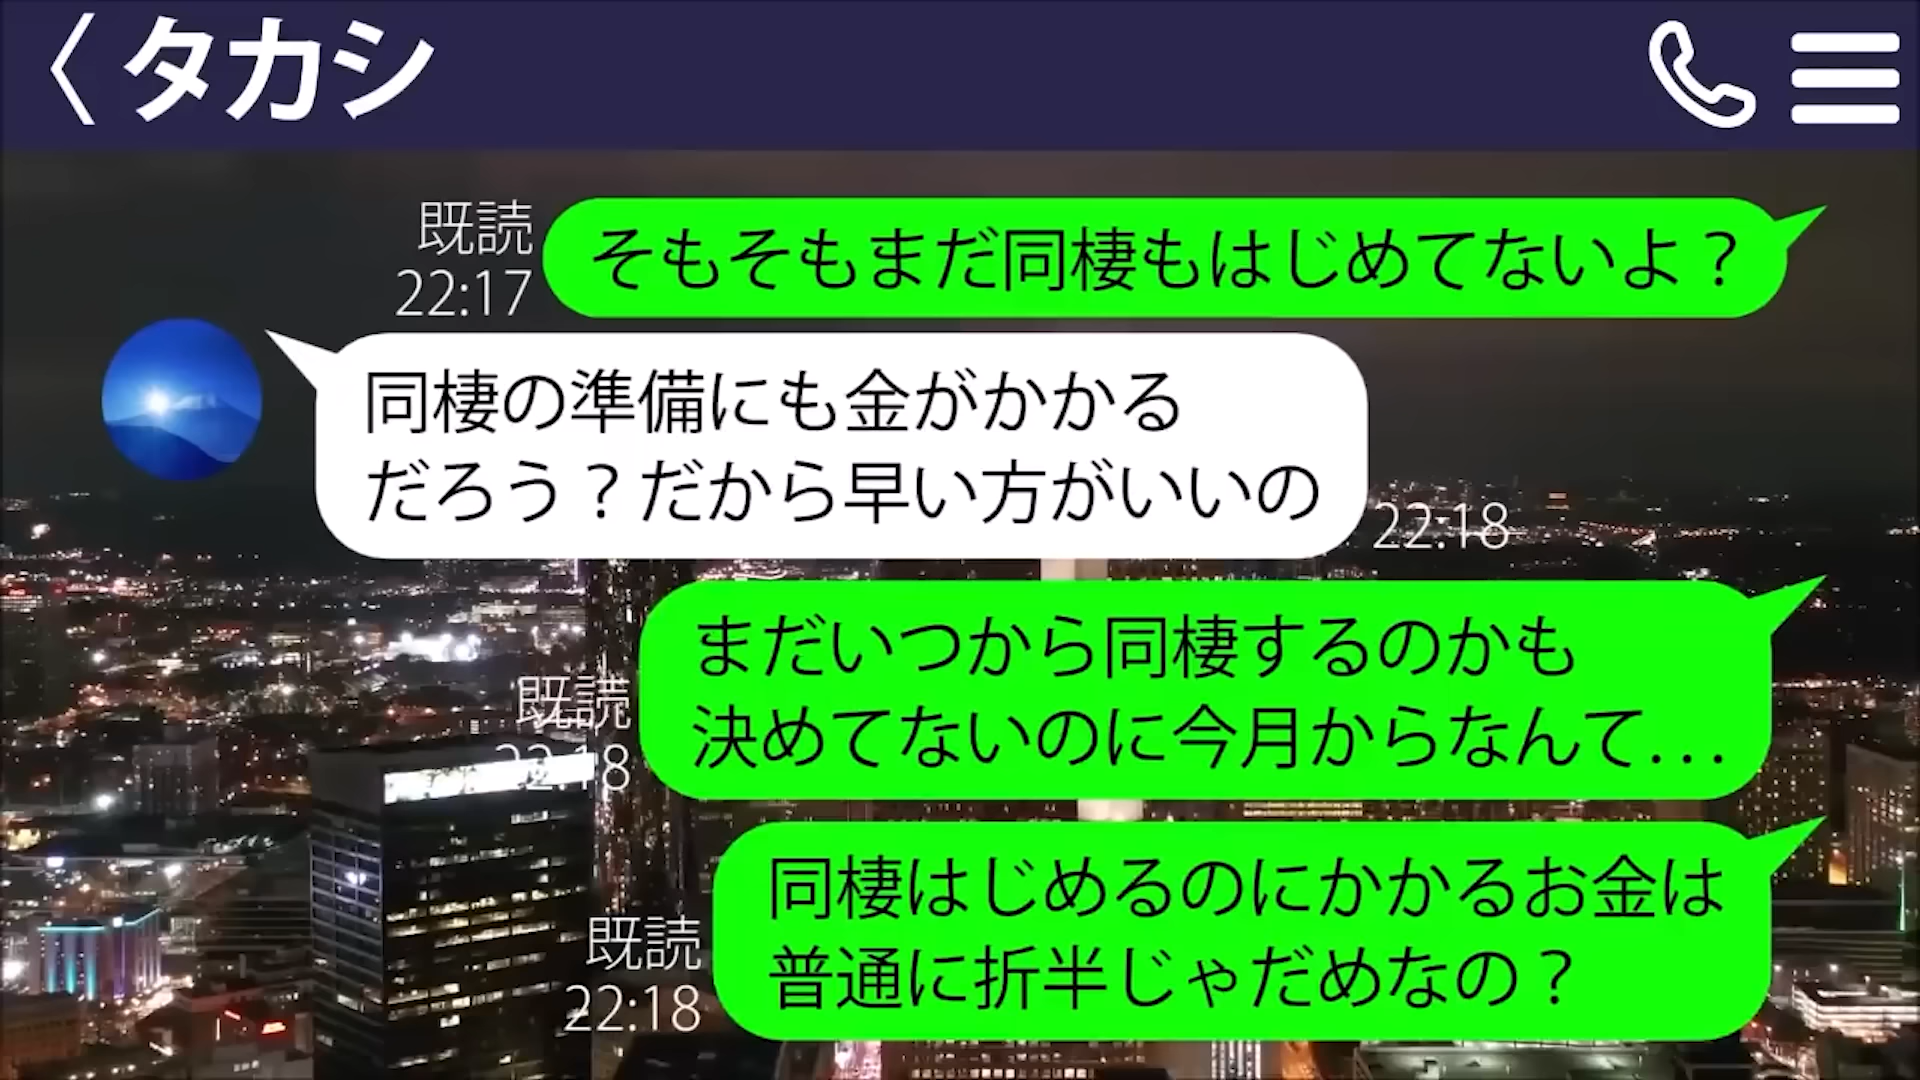 タカシ
既読
22:17
そもそもまだ同棲もはじめてないよ？
同棲の準備にも金がかかる
だろう？だから早い方がいいの
22:18
まだいつから同棲するのかも
決めてないのに今月からなんて...
既読
22:18
同棲はじめるのにかかるお金は
普通に折半じゃだめなの？
既読
22:18